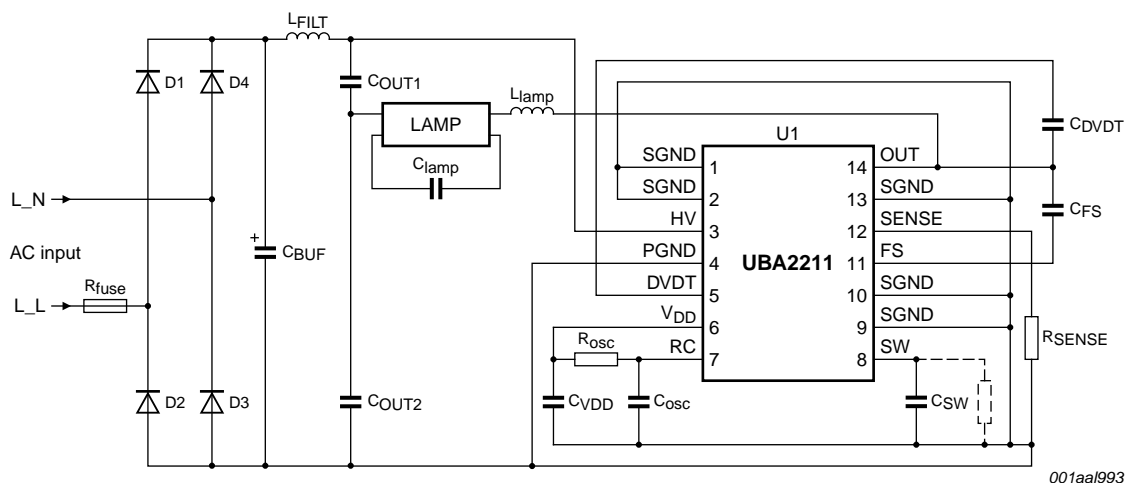 LFILT
D1
D4
COUT1
Llamp
LAMP
Clamp
CDVDT
U1
SGND 1
14 OUT
SGND 2
13 SGND
CFS
L_N
HV 3
12 SENSE
AC input
+
CBUF
PGND 4
UBA2211
11 FS
L_L
Rfuse
DVDT 5
10 SGND
VDD 6
9 SGND
RSENSE
Rosc
RC 7
8 SW
D2
D3
COUT2
CVDD
Cosc
CSW
001aal993